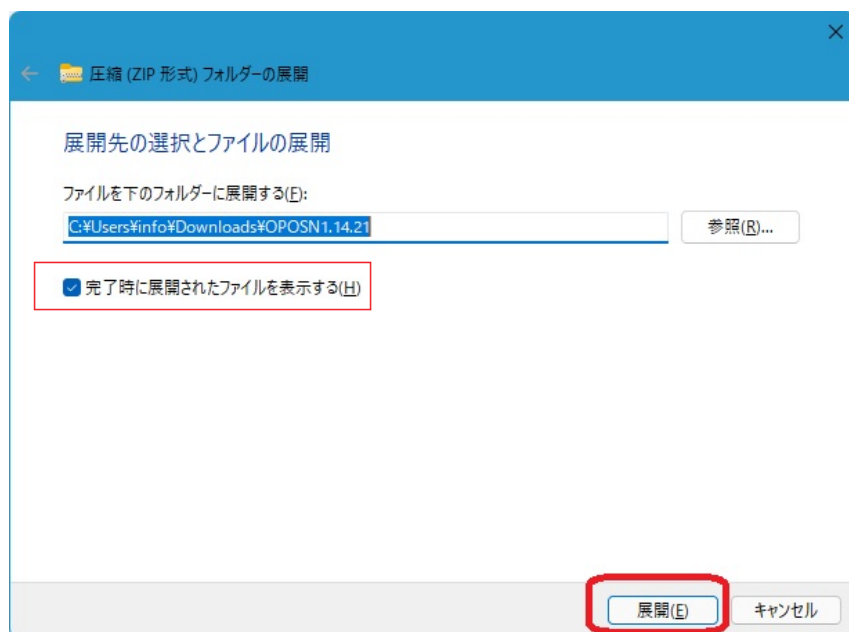 圧縮 (ZIP 形式) フォルダーの展開
展開先の選択とファイルの展開
ファイルを下のフォルダーに展開する(F):
C:¥Users¥info¥Downloads¥OPOSN1.14.21
参照(R)...
完了時に展開されたファイルを表示する(H)
展開(E)
キャンセル